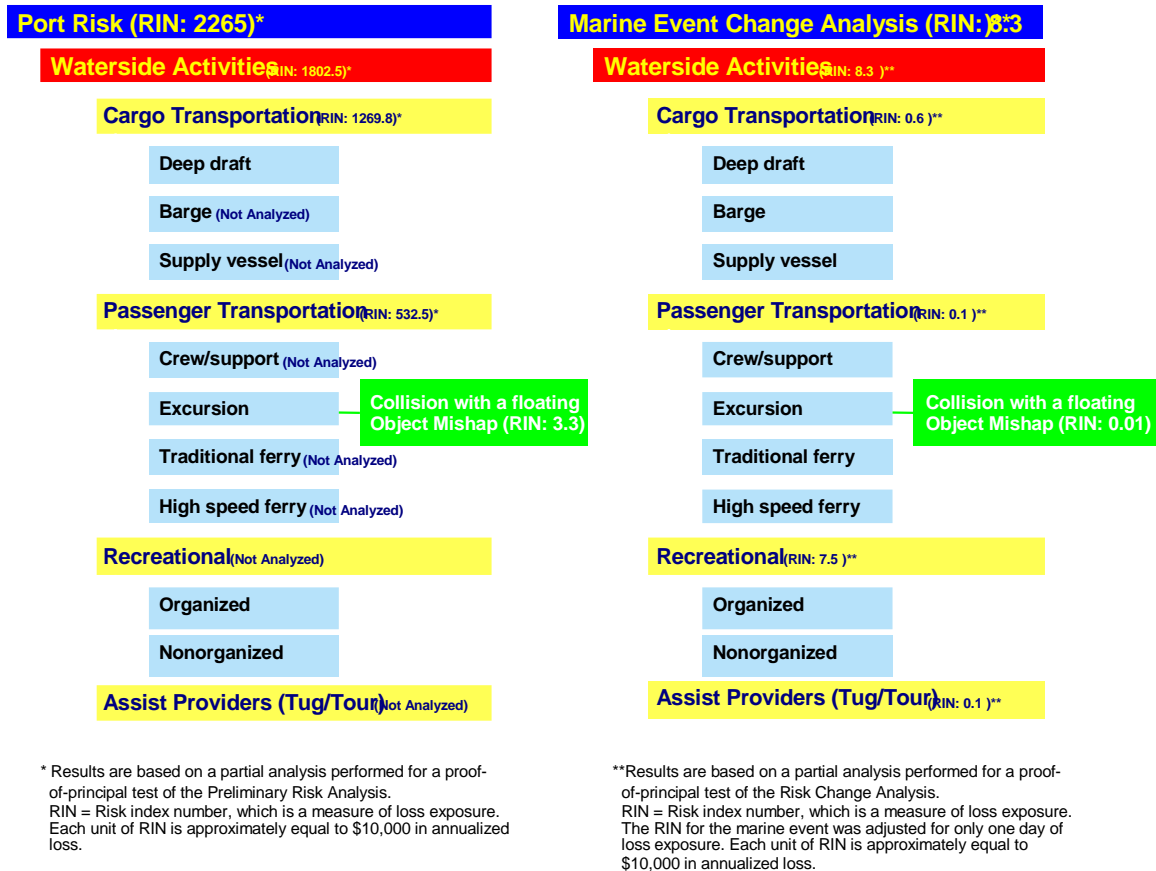 Port Risk (RIN: 2265)*
Waterside Activities (RIN: 1802.5)*
Cargo Transportation (RIN: 1269.8)*
Deep draft
Barge (Not Analyzed)
Supply vessel (Not Analyzed)
Passenger Transportation (RIN: 532.5)*
Crew/support (Not Analyzed)
Excursion
Collision with a floating
Object Mishap (RIN: 3.3)
Traditional ferry (Not Analyzed)
High speed ferry (Not Analyzed)
Recreational (Not Analyzed)
Organized
Nonorganized
Assist Providers (Tug/Tour) (Not Analyzed)
* Results are based on a partial analysis performed for a proof-
of-principal test of the Preliminary Risk Analysis.
RIN = Risk index number, which is a measure of loss exposure.
Each unit of RIN is approximately equal to $10,000 in annualized
loss.
Marine Event Change Analysis (RIN: 8.3)**
Waterside Activities (RIN: 8.3 )**
Cargo Transportation (RIN: 0.6 )**
Deep draft
Barge
Supply vessel
Passenger Transportation (RIN: 0.1 )**
Crew/support
Excursion
Collision with a floating
Object Mishap (RIN: 0.01)
Traditional ferry
High speed ferry
Recreational (RIN: 7.5 )**
Organized
Nonorganized
Assist Providers (Tug/Tour) (RIN: 0.1 )**
**Results are based on a partial analysis performed for a proof-
of-principal test of the Risk Change Analysis.
RIN = Risk index number, which is a measure of loss exposure.
The RIN for the marine event was adjusted for only one day of
loss exposure. Each unit of RIN is approximately equal to
$10,000 in annualized loss.